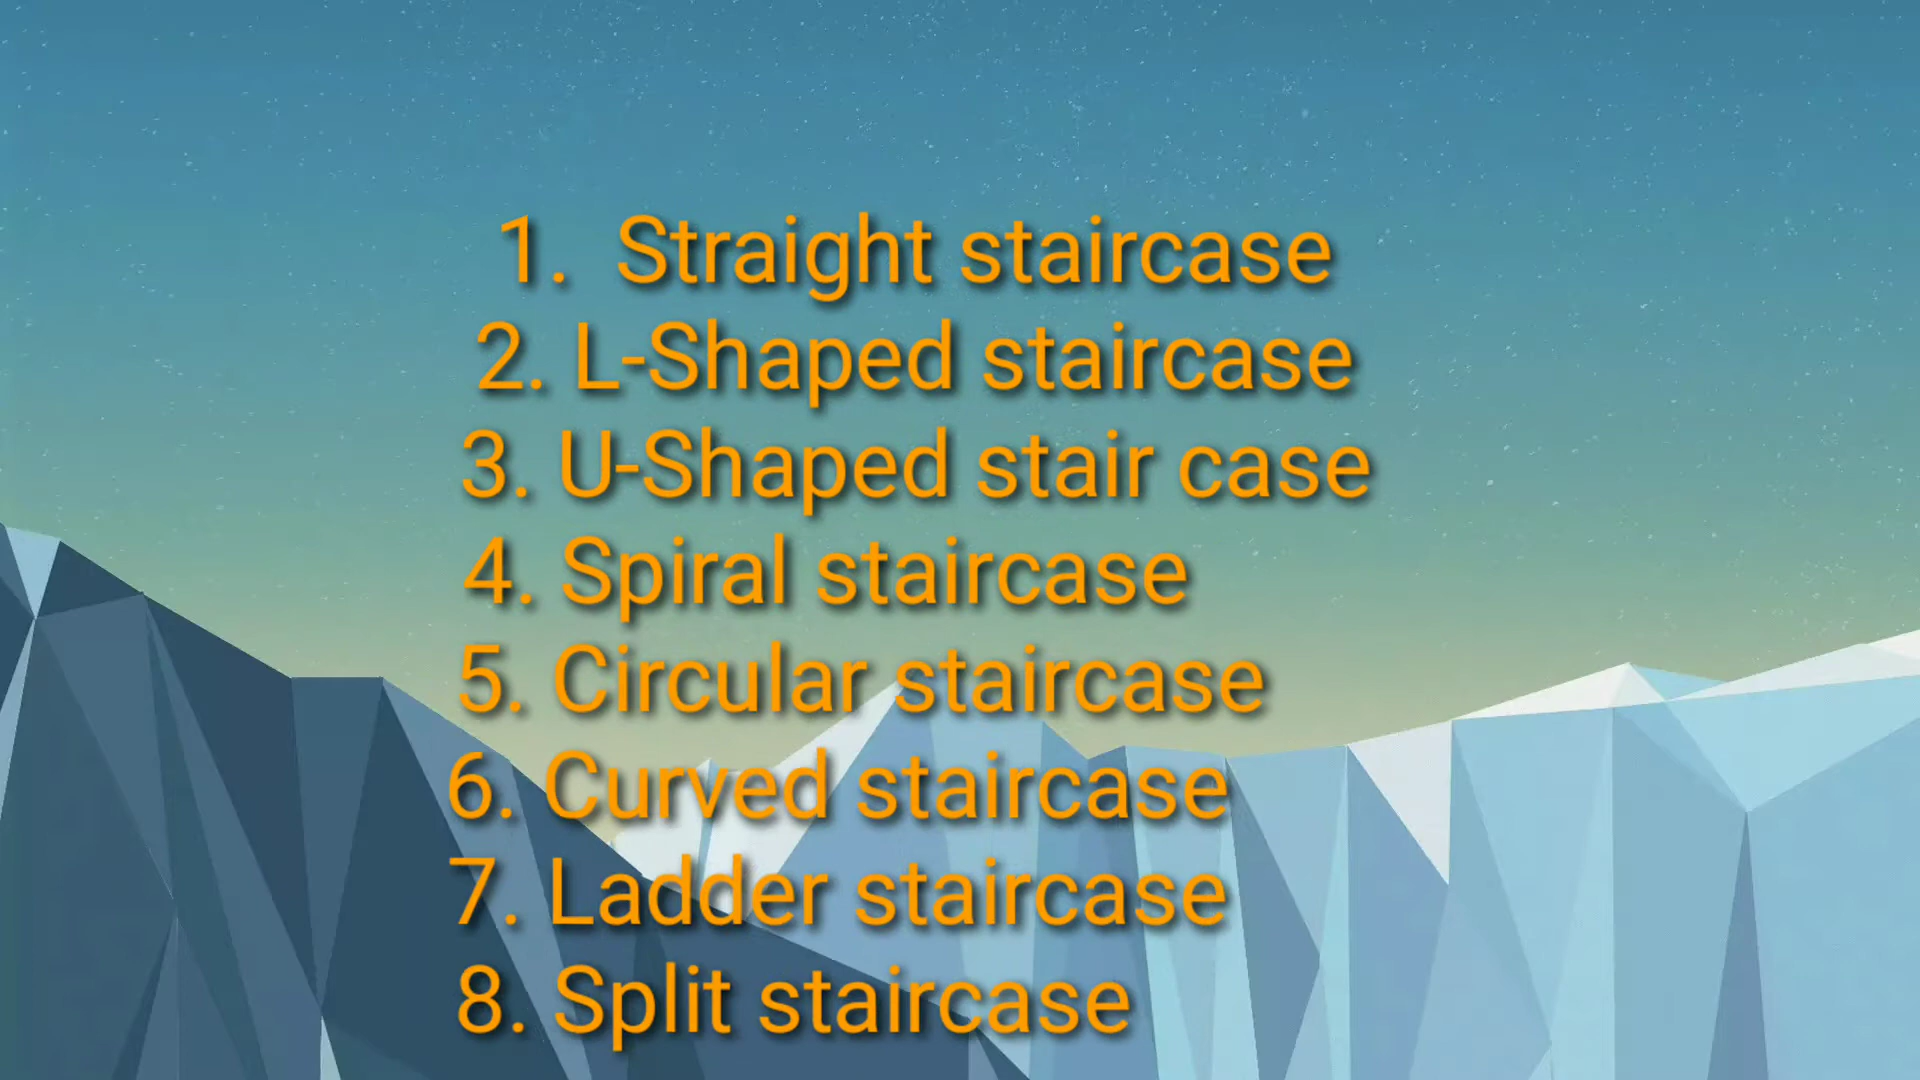 1. Straight staircase
2. L-Shaped staircase
3. U-Shaped stair case
4. Spiral staircase
5. Circular staircase
6. Curved staircase
7. Ladder staircase
8. Split staircase